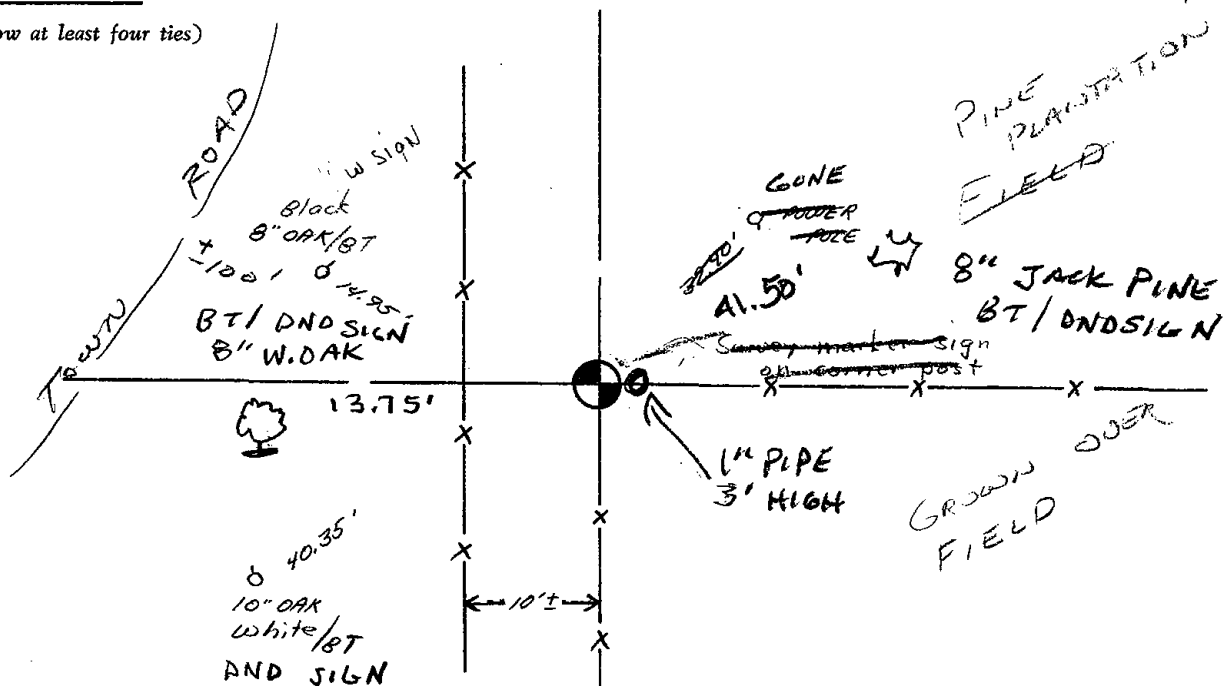 ow at least four ties)
TOWN ROAD
W SIGN
Black
8" OAK/BT
±100'
14.95
BT/ DND SIGN
8" W. OAK
13.75'
40.35'
10" OAK
White/BT
DND SIGN
10'±
GONE
POWER
POLE
32.90'
41.50'
Survey marker sign
on corner post
1" PIPE
3' HIGH
PINE
PLANTATION
FIELD
8" JACK PINE
BT/DND SIGN
GROWN OVER
FIELD